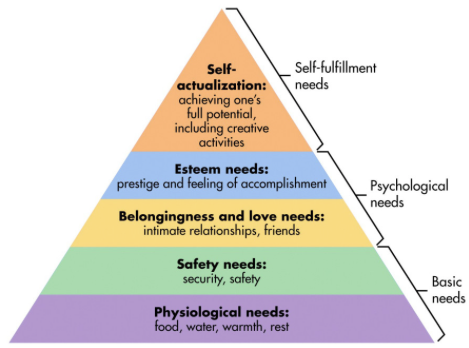 Self-
actualization:
achieving one's
full potential,
including creative
activities
Self-fulfillment
needs
Esteem needs:
prestige and feeling of accomplishment
Belongingness and love needs:
intimate relationships, friends
Psychological
needs
Safety needs:
security, safety
Physiological needs:
food, water, warmth, rest
Basic
needs